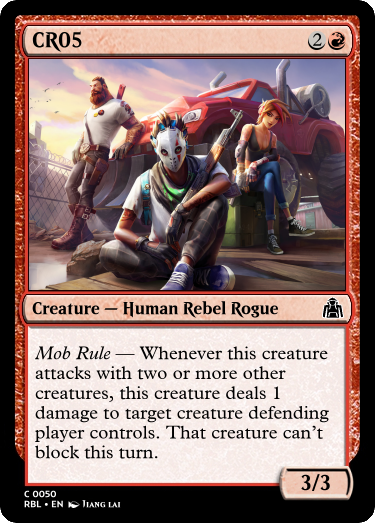 CR05
2
Creature — Human Rebel Rogue
Mob Rule — Whenever this creature
attacks with two or more other
creatures, this creature deals 1
damage to target creature defending
player controls. That creature can't
block this turn.
3/3
C 0050
RBL • EN Jiang Lai